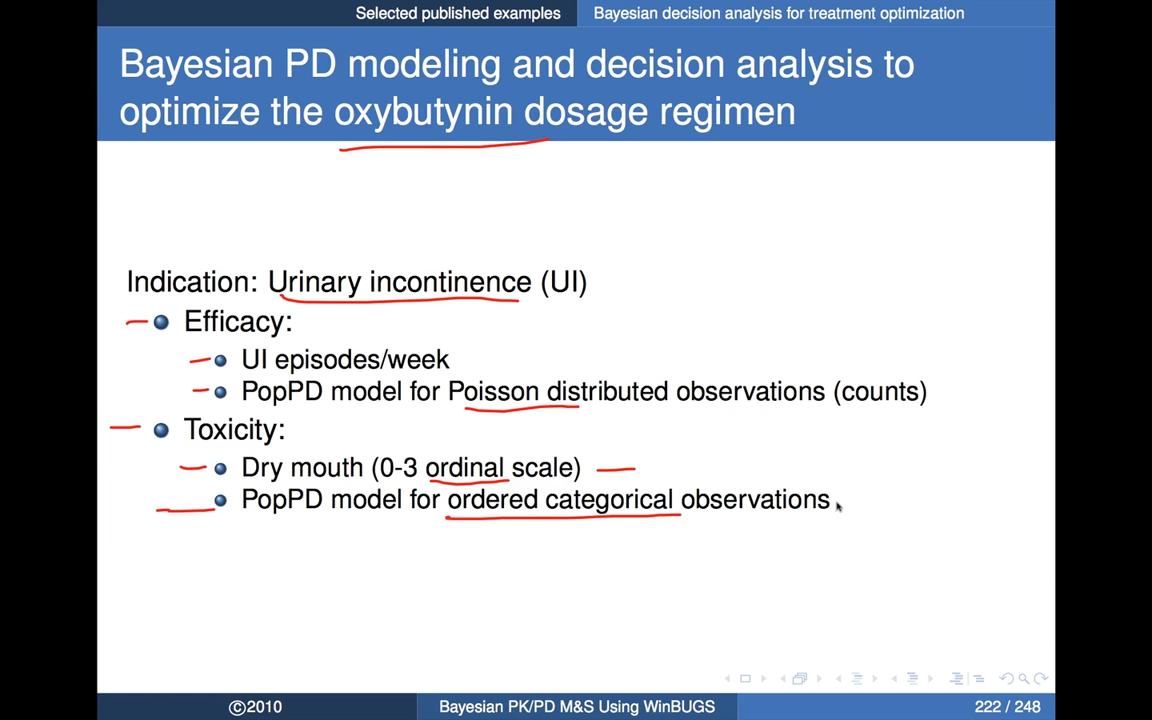 Selected published examples
Bayesian decision analysis for treatment optimization
Bayesian PD modeling and decision analysis to
optimize the oxybutynin dosage regimen
Indication: Urinary incontinence (UI)
Efficacy:
UI episodes/week
PopPD model for Poisson distributed observations (counts)
Toxicity:
Dry mouth (0-3 ordinal scale)
PopPD model for ordered categorical observations
©2010
Bayesian PK/PD M&S Using WinBUGS
222 / 248